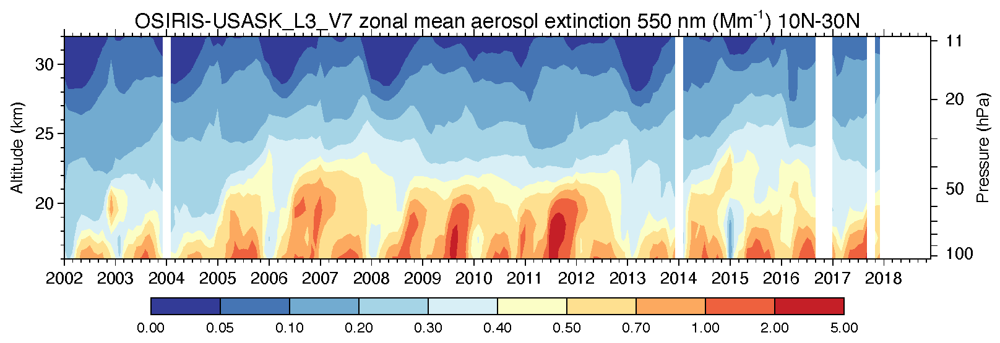 OSIRIS-USASK_L3_V7 zonal mean aerosol extinction 550 nm (Mm⁻¹) 10N-30N
Altitude (km)
30
25
20
11
20
50
100
Pressure (hPa)
2002 2003 2004 2005 2006 2007 2008 2009 2010 2011 2012 2013 2014 2015 2016 2017 2018
0.00 0.05 0.10 0.20 0.30 0.40 0.50 0.70 1.00 2.00 5.00